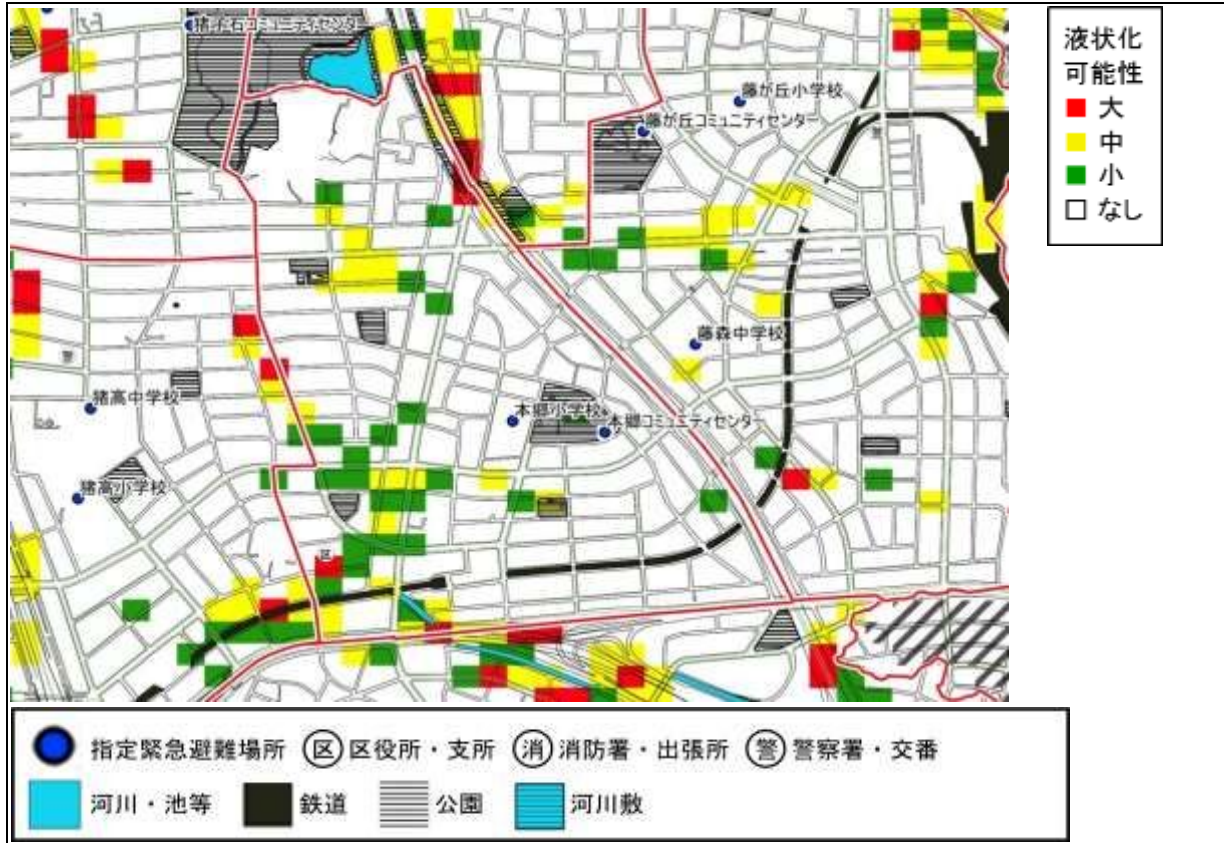 猪子石コミュニティセンタ
液状化
可能性
大
中
小
なし
藤が丘小学校
藤が丘コミュニティセンター
警
藤森中学校
警
猪高中学校
本郷小学校
本郷コミュニティセンター
猪高小学校
区
指定緊急避難場所 区 区役所・支所 消 消防署・出張所 警 警察署・交番
河川・池等 鉄道 公園 河川敷